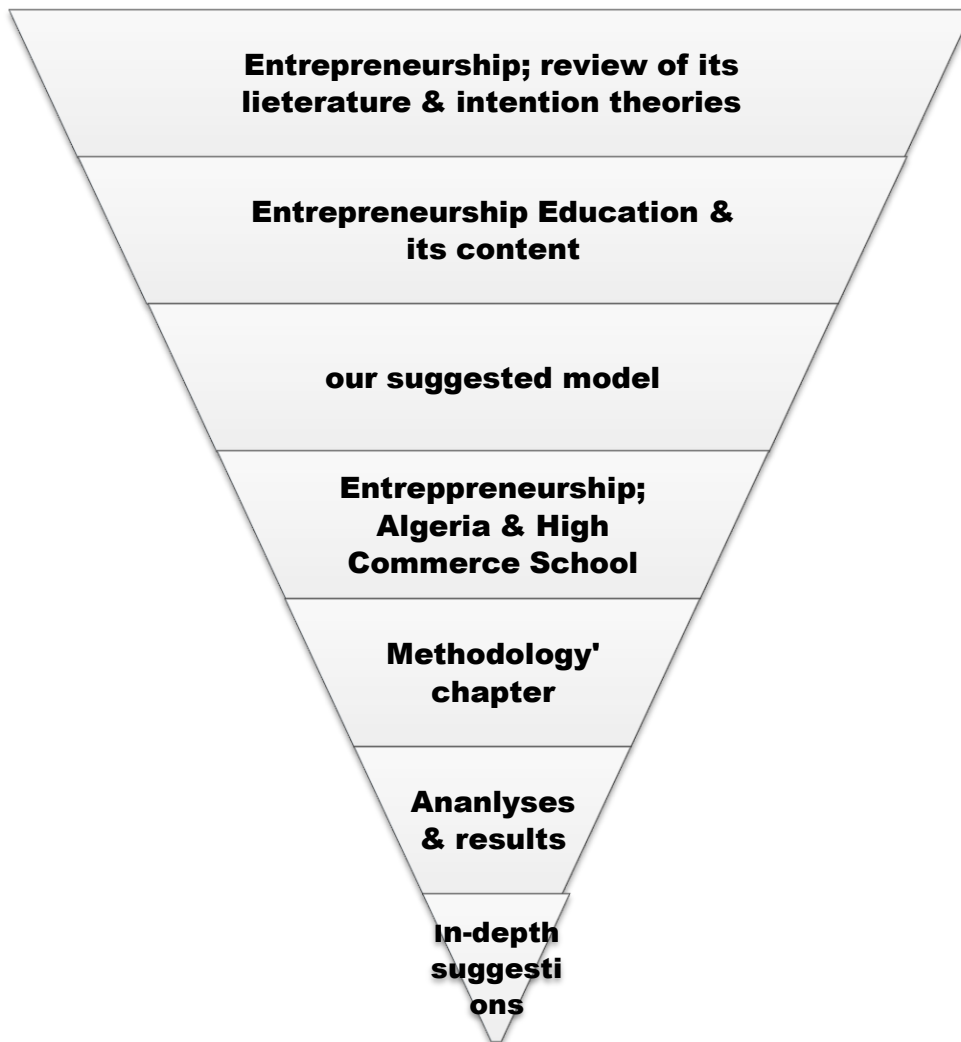 Entrepreneurship; review of its
lieterature & intention theories
Entrepreneurship Education &
its content
our suggested model
Entreppreneurship;
Algeria & High
Commerce School
Methodology'
chapter
Ananlyses
& results
In-depth
suggesti
ons